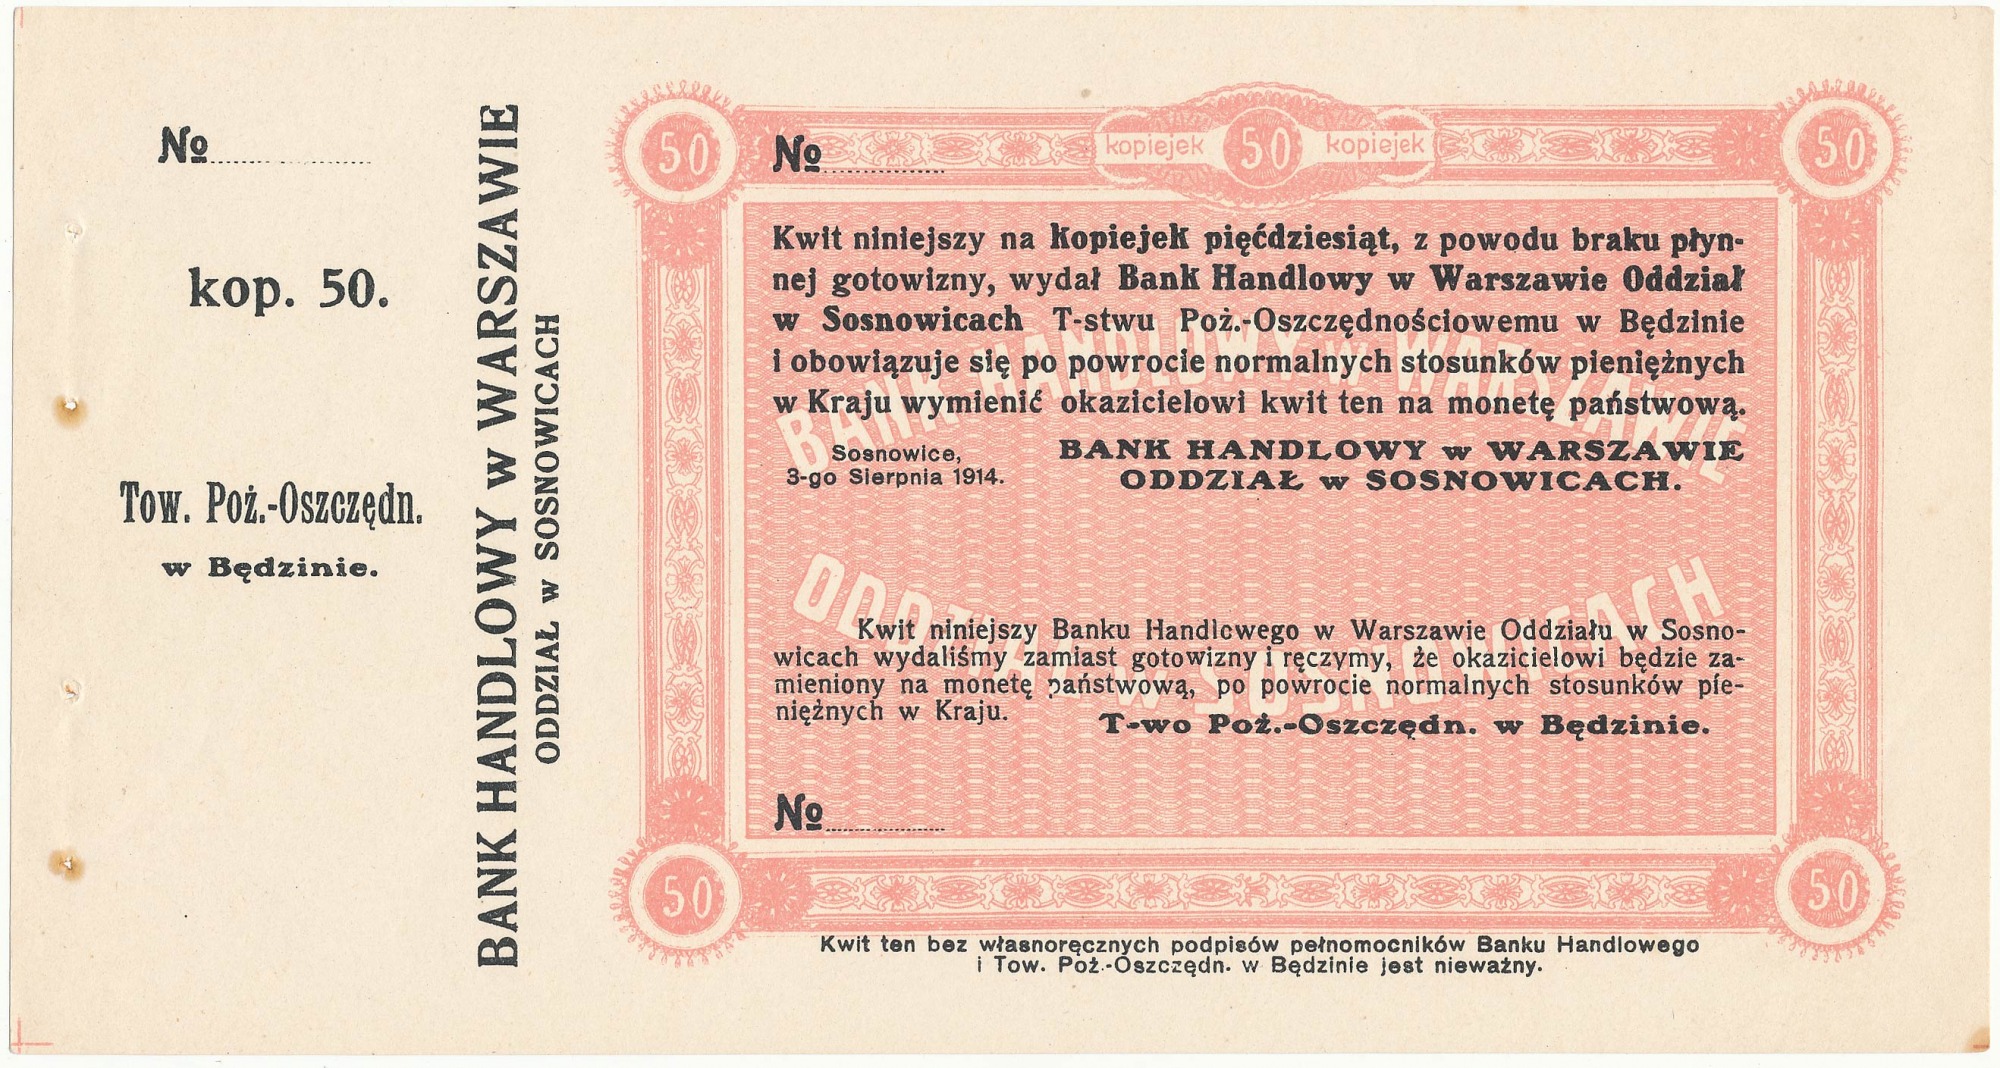 №
kop. 50.
Tow. Poż.-Oszczędn.
w Będzinie.
BANK HANDLOWY w WARSZAWIE
ODDZIAŁ w SOSNOWICACH
50
№
kopiejek 50 kopiejek
50
Kwit niniejszy na kopiejek pięćdziesiąt, z powodu braku płyn-
nej gotowizny, wydał Bank Handlowy w Warszawie Oddział
w Sosnowicach T-stwu Poż.-Oszczędnościowemu w Będzinie
i obowiązuje się po powrocie normalnych stosunków pieniężnych
w Kraju wymienić okazicielowi kwit ten na monetę państwową.
BANK HANDLOWY w WARSZAWIE
Sosnowice,
3-go Sierpnia 1914.
BANK HANDLOWY w WARSZAWIE
ODDZIAŁ w SOSNOWICACH.
ODDZIAŁ w SOSNOWICACH
Kwit niniejszy Banku Handlowego w Warszawie Oddziału w Sosno-
wicach wydaliśmy zamiast gotowizny i ręczymy, że okazicielowi będzie za-
mieniony na monetę państwową, po powrocie normalnych stosunków pie-
niężnych w Kraju.
T-wo Poż.-Oszczędn. w Będzinie.
№
50
50
Kwit ten bez własnoręcznych podpisów pełnomocników Banku Handlowego
i Tow. Poż.-Oszczędn. w Będzinie jest nieważny.